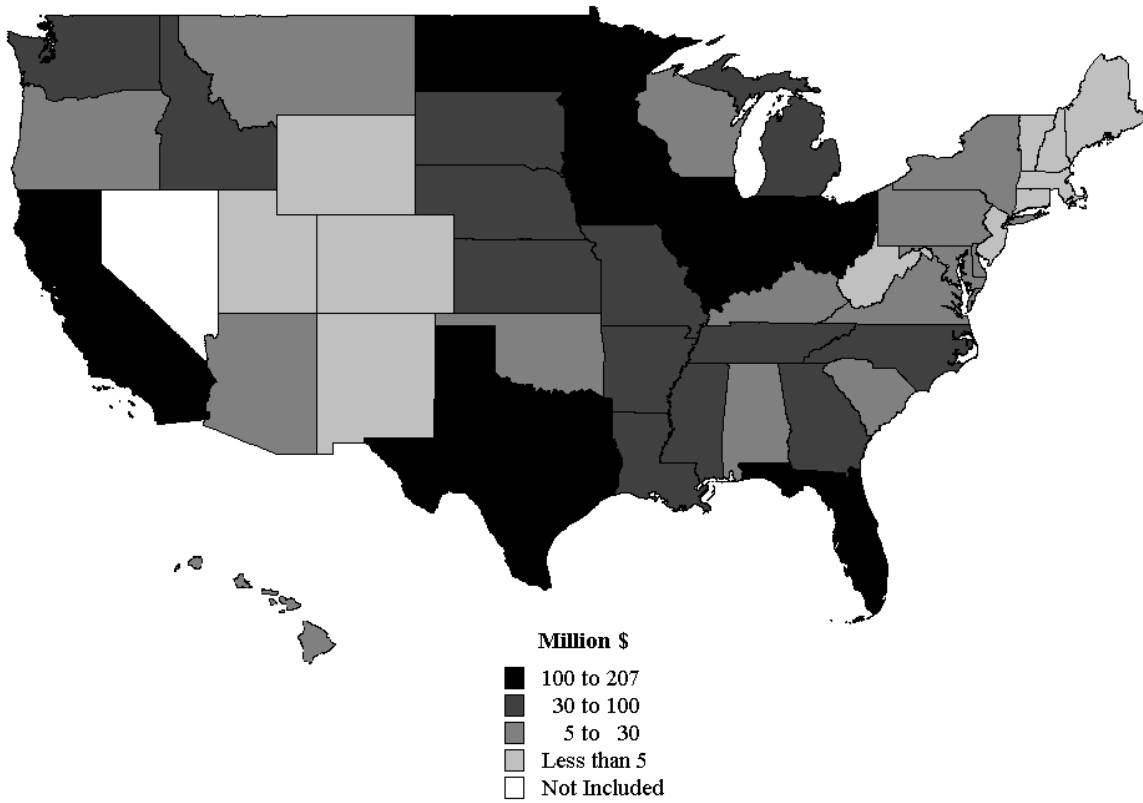 Million $
100 to 207
30 to 100
5 to 30
Less than 5
Not Included